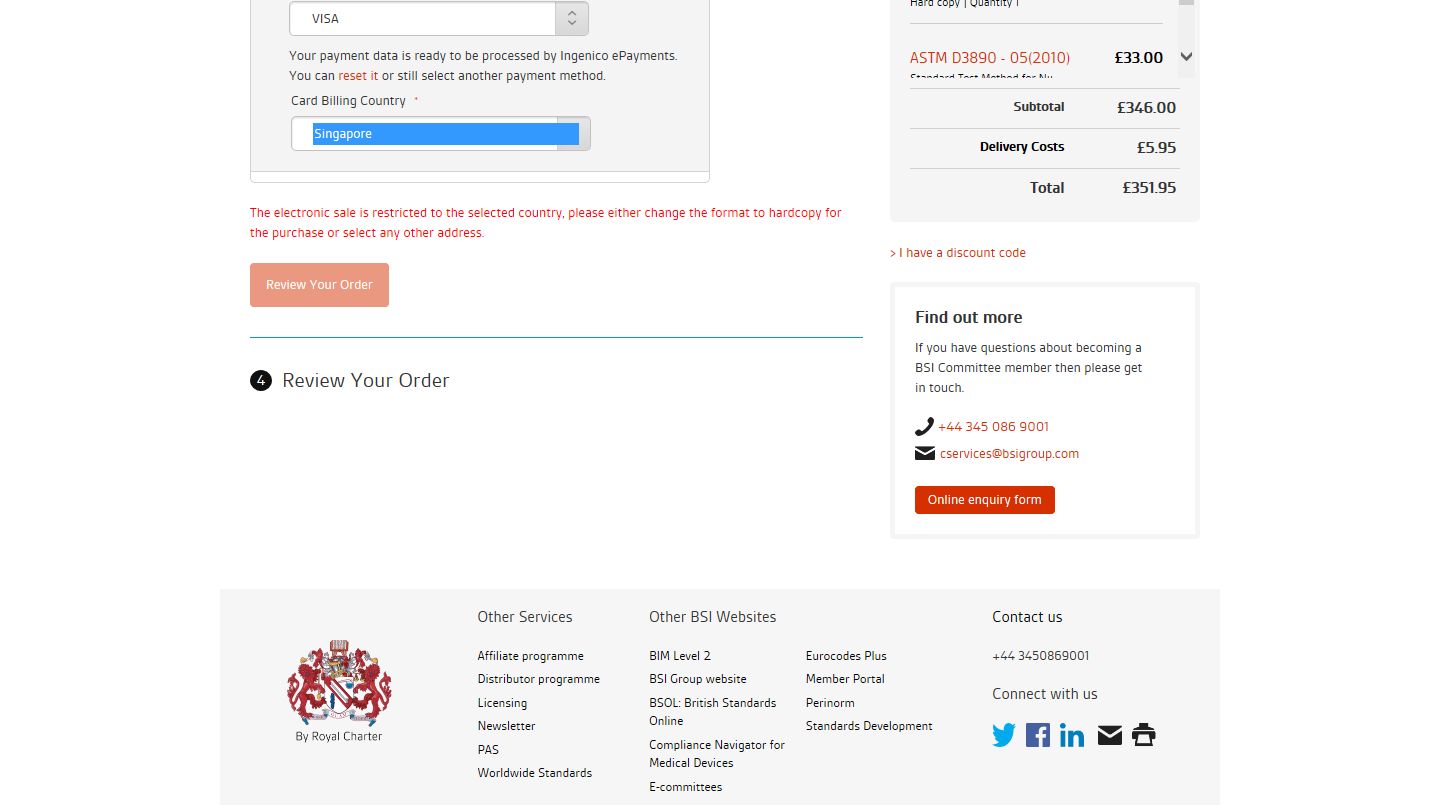 VISA
Your payment data is ready to be processed by Ingenico ePayments.
You can reset it or still select another payment method.
Card Billing Country *
Singapore
The electronic sale is restricted to the selected country, please either change the format to hardcopy for
the purchase or select any other address.
Review Your Order
4 Review Your Order
Hard copy | Quantity 1
ASTM D3890 - 05(2010) £33.00
Standard Test Method for Nu
Subtotal £346.00
Delivery Costs £5.95
Total £351.95
> I have a discount code
Find out more
If you have questions about becoming a
BSI Committee member then please get
in touch.
+44 345 086 9001
cservices@bsigroup.com
Online enquiry form
By Royal Charter
Other Services
Affiliate programme
Distributor programme
Licensing
Newsletter
PAS
Worldwide Standards
Other BSI Websites
BIM Level 2
BSI Group website
BSOL: British Standards
Online
Compliance Navigator for
Medical Devices
E-committees
Eurocodes Plus
Member Portal
Perinorm
Standards Development
Contact us
+44 3450869001
Connect with us